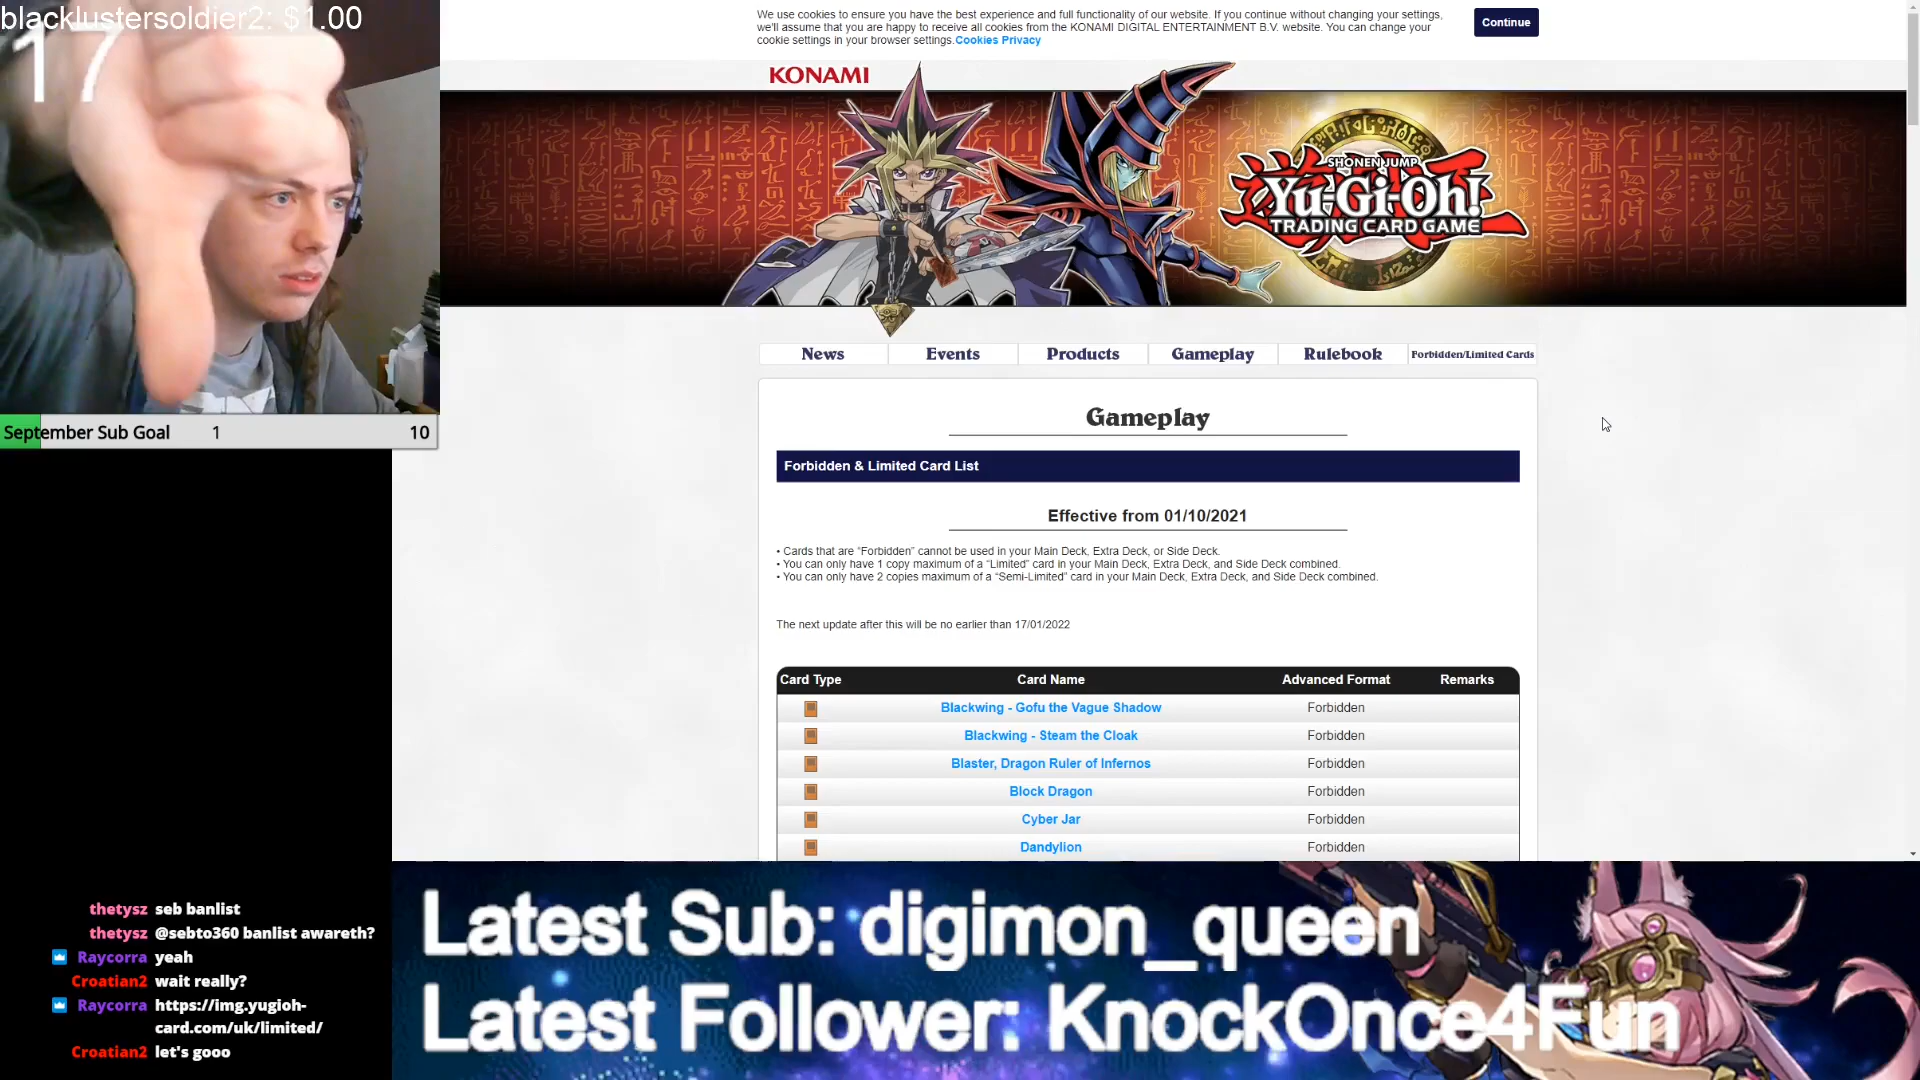 blacklustersoldier2: $1.00
17
September Sub Goal 1 10
We use cookies to ensure you have the best experience and full functionality of our website. If you continue without changing your settings,
we'll assume that you are happy to receive all cookies from the KONAMI DIGITAL ENTERTAINMENT B.V. website. You can change your
cookie settings in your browser settings.Cookies Privacy
Continue
KONAMI
SHONEN JUMP
Yu-Gi-Oh!
TRADING CARD GAME
News Events Products Gameplay Rulebook Forbidden/Limited Cards
Gameplay
Forbidden & Limited Card List
Effective from 01/10/2021
• Cards that are “Forbidden” cannot be used in your Main Deck, Extra Deck, or Side Deck.
• You can only have 1 copy maximum of a “Limited” card in your Main Deck, Extra Deck, and Side Deck combined.
• You can only have 2 copies maximum of a “Semi-Limited” card in your Main Deck, Extra Deck, and Side Deck combined.
The next update after this will be no earlier than 17/01/2022
Card Type Card Name Advanced Format Remarks
Blackwing - Gofu the Vague Shadow Forbidden
Blackwing - Steam the Cloak Forbidden
Blaster, Dragon Ruler of Infernos Forbidden
Block Dragon Forbidden
Cyber Jar Forbidden
Dandylion Forbidden
thetysz seb banlist
thetysz @sebto360 banlist awareth?
Raycorra yeah
Croatian2 wait really?
Raycorra https://img.yugioh-
card.com/uk/limited/
Croatian2 let's gooo
Latest Sub: digimon_queen
Latest Follower: KnockOnce4Fun